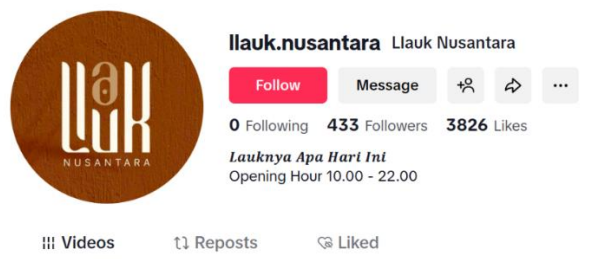 llauk
NUSANTARA
llauk.nusantara Llauk Nusantara
Follow Message ...
0 Following 433 Followers 3826 Likes
Lauknya Apa Hari Ini
Opening Hour 10.00 - 22.00
Videos Reposts Liked